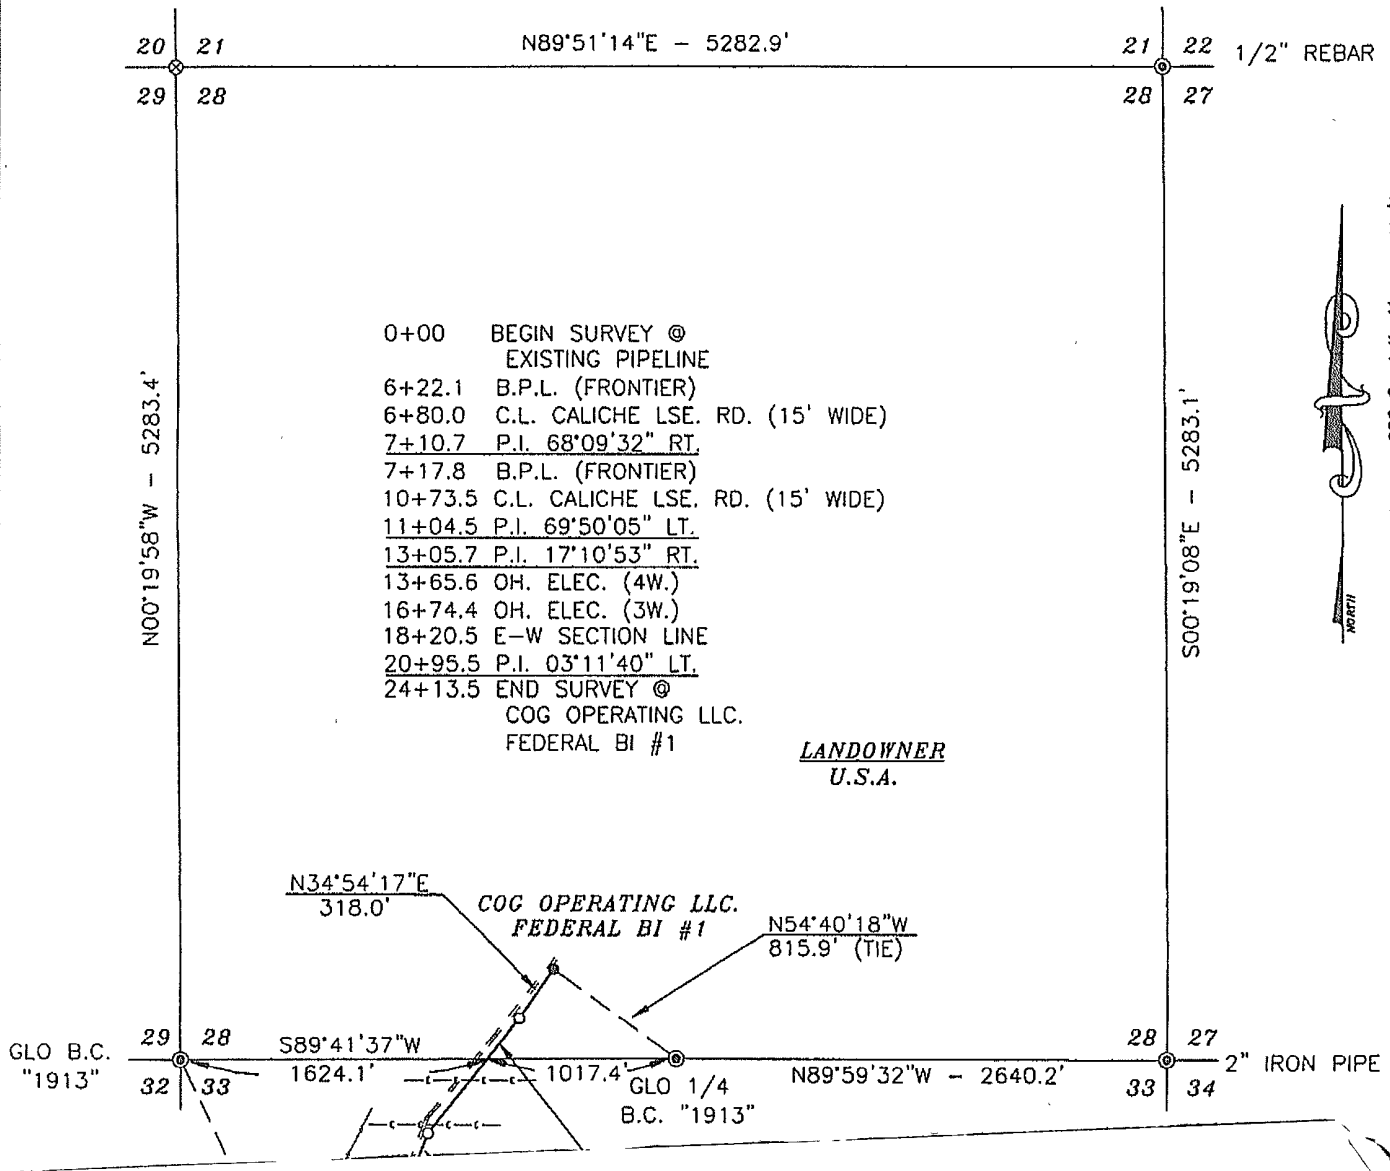 20 21
N89°51'14"E – 5282.9'
21 22
1/2" REBAR
29 28
28 27
0+00 BEGIN SURVEY @
EXISTING PIPELINE
6+22.1 B.P.L. (FRONTIER)
6+80.0 C.L. CALICHE LSE. RD. (15' WIDE)
7+10.7 P.I. 68°09'32" RT.
7+17.8 B.P.L. (FRONTIER)
10+73.5 C.L. CALICHE LSE. RD. (15' WIDE)
11+04.5 P.I. 69°50'05" LT.
13+05.7 P.I. 17°10'53" RT.
13+65.6 OH. ELEC. (4W.)
16+74.4 OH. ELEC. (3W.)
18+20.5 E–W SECTION LINE
20+95.5 P.I. 03°11'40" LT.
24+13.5 END SURVEY @
COG OPERATING LLC.
FEDERAL BI #1
N00°19'58"W – 5283.4'
S00°19'08"E – 5283.1'
NORTH
LANDOWNER
U.S.A.
N34°54'17"E
318.0'
COG OPERATING LLC.
FEDERAL BI #1
N54°40'18"W
815.9' (TIE)
29 28
GLO B.C.
"1913"
32 33
S89°41'37"W
1624.1'
1017.4'
GLO 1/4
B.C. "1913"
N89°59'32"W – 2640.2'
28 27
2" IRON PIPE
33 34